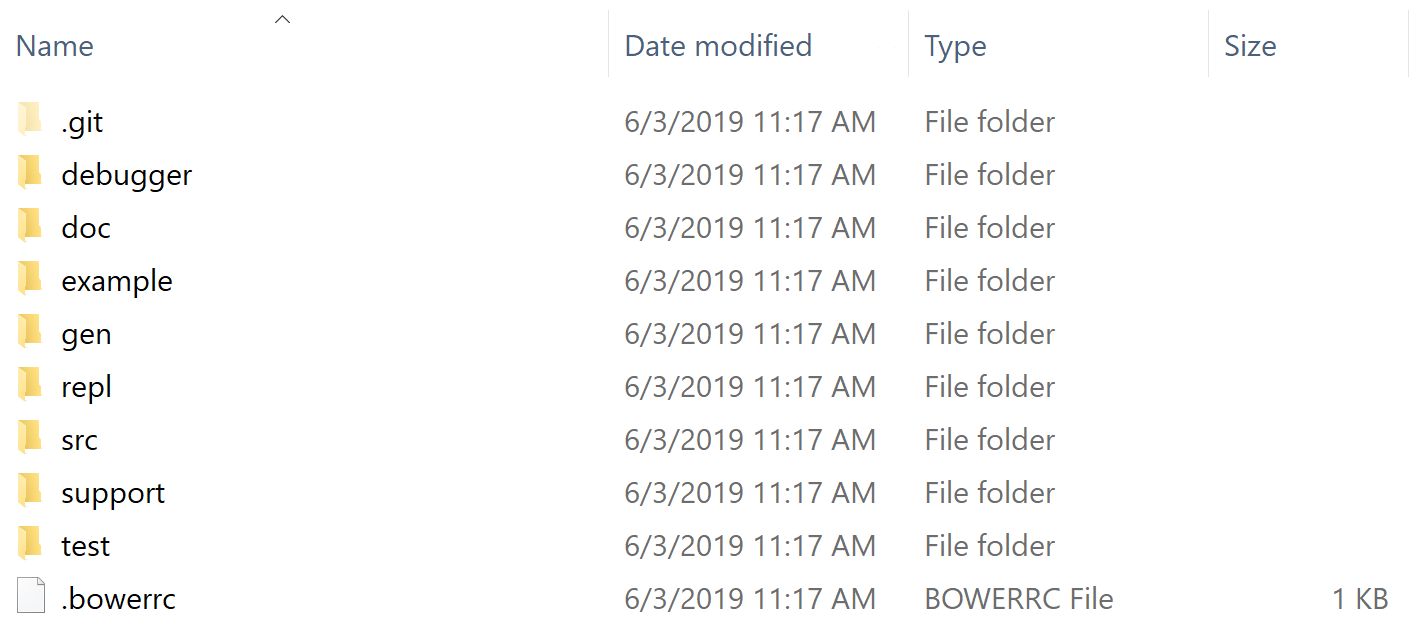 Name Date modified Type Size
.git 6/3/2019 11:17 AM File folder
debugger 6/3/2019 11:17 AM File folder
doc 6/3/2019 11:17 AM File folder
example 6/3/2019 11:17 AM File folder
gen 6/3/2019 11:17 AM File folder
repl 6/3/2019 11:17 AM File folder
src 6/3/2019 11:17 AM File folder
support 6/3/2019 11:17 AM File folder
test 6/3/2019 11:17 AM File folder
.bowerrc 6/3/2019 11:17 AM BOWERRC File 1 KB